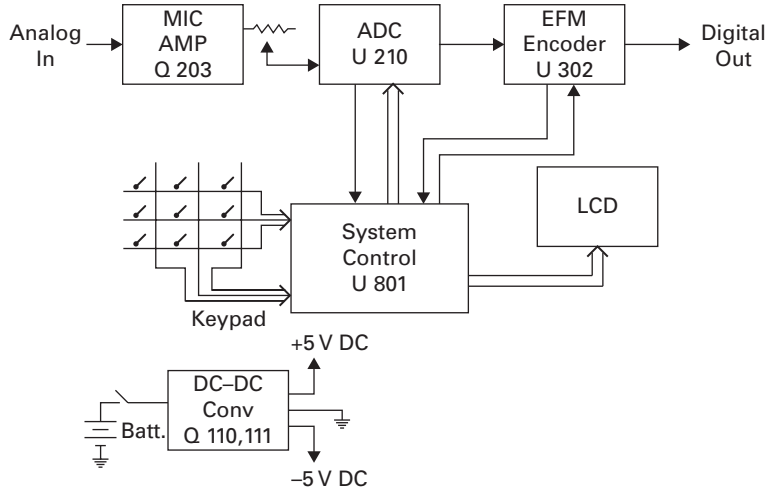 Analog
In
MIC
AMP
Q 203
ADC
U 210
EFM
Encoder
U 302
Digital
Out
System
Control
U 801
LCD
Keypad
+5 V DC
DC–DC
Conv
Q 110,111
Batt.
–5 V DC